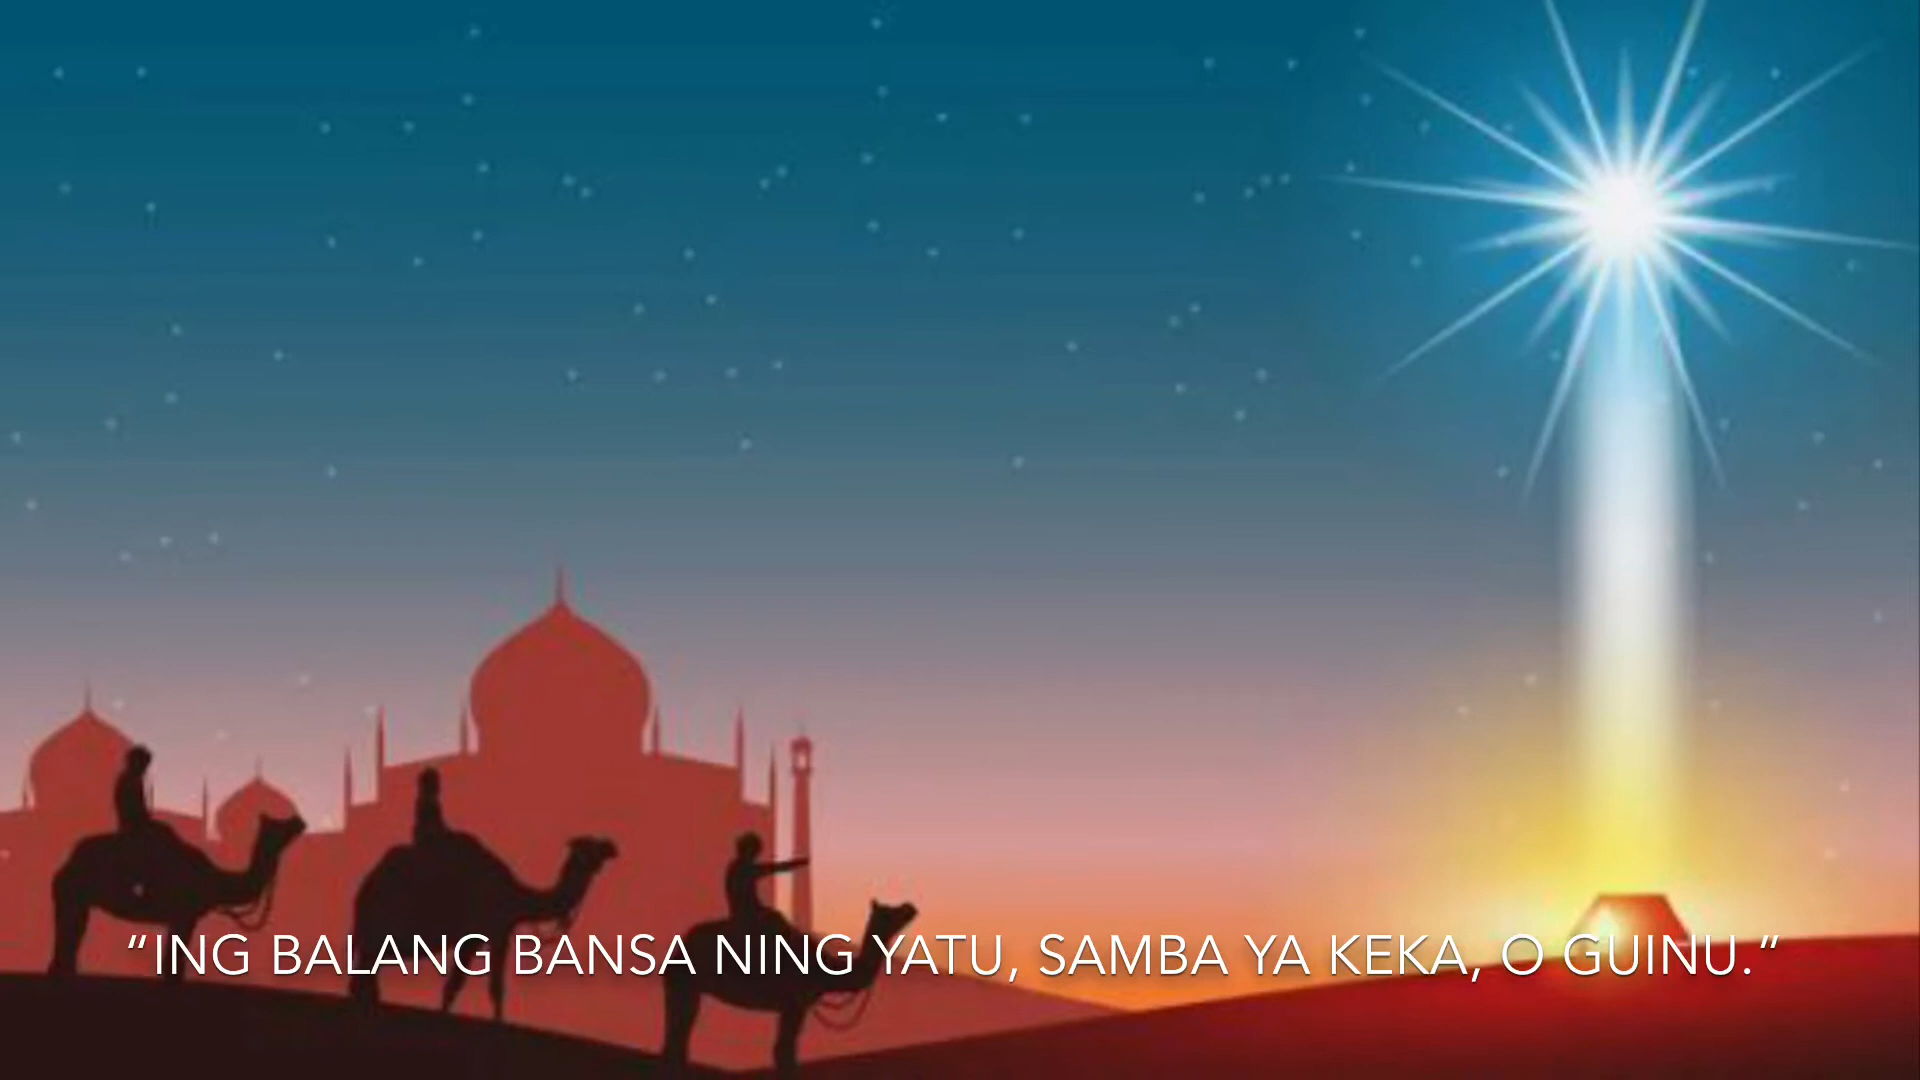 “ING BALANG BANSA NING YATU, SAMBA YA KEKA, O GUINU.”